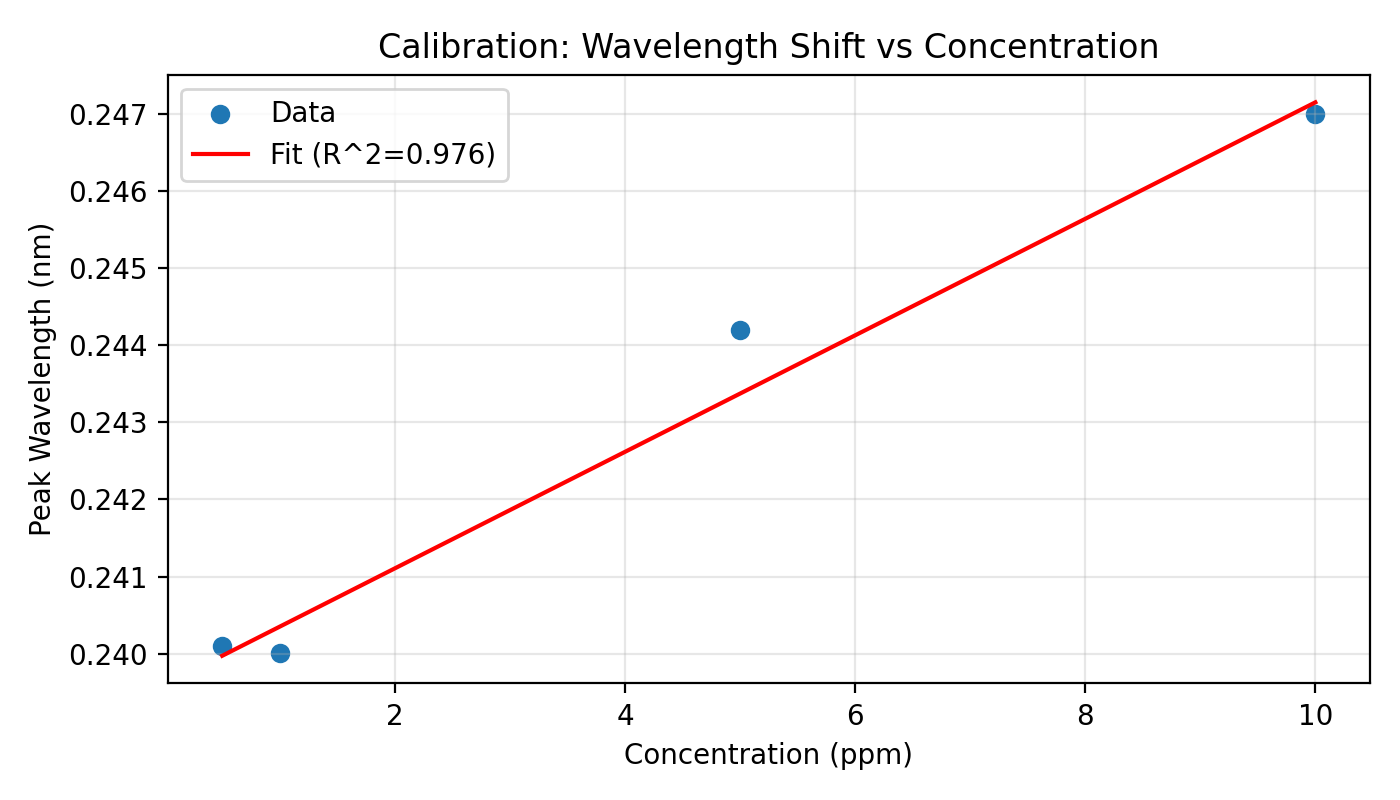 Calibration: Wavelength Shift vs Concentration
Data
Fit (R^2=0.976)
Peak Wavelength (nm)
0.247
0.246
0.245
0.244
0.243
0.242
0.241
0.240
2
4
6
8
10
Concentration (ppm)